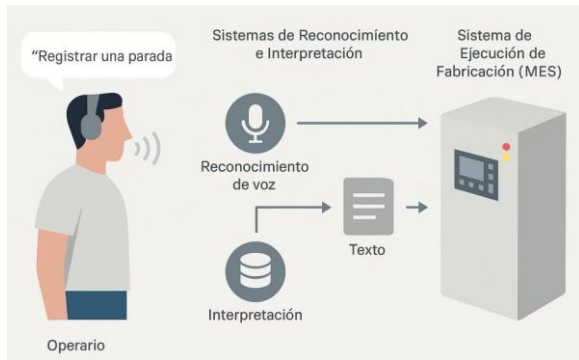 “Registrar una parada
Sistemas de Reconocimiento
e Interpretación
Sistema de
Ejecución de
Fabricación (MES)
Reconocimiento
de voz
Texto
Interpretación
Operario